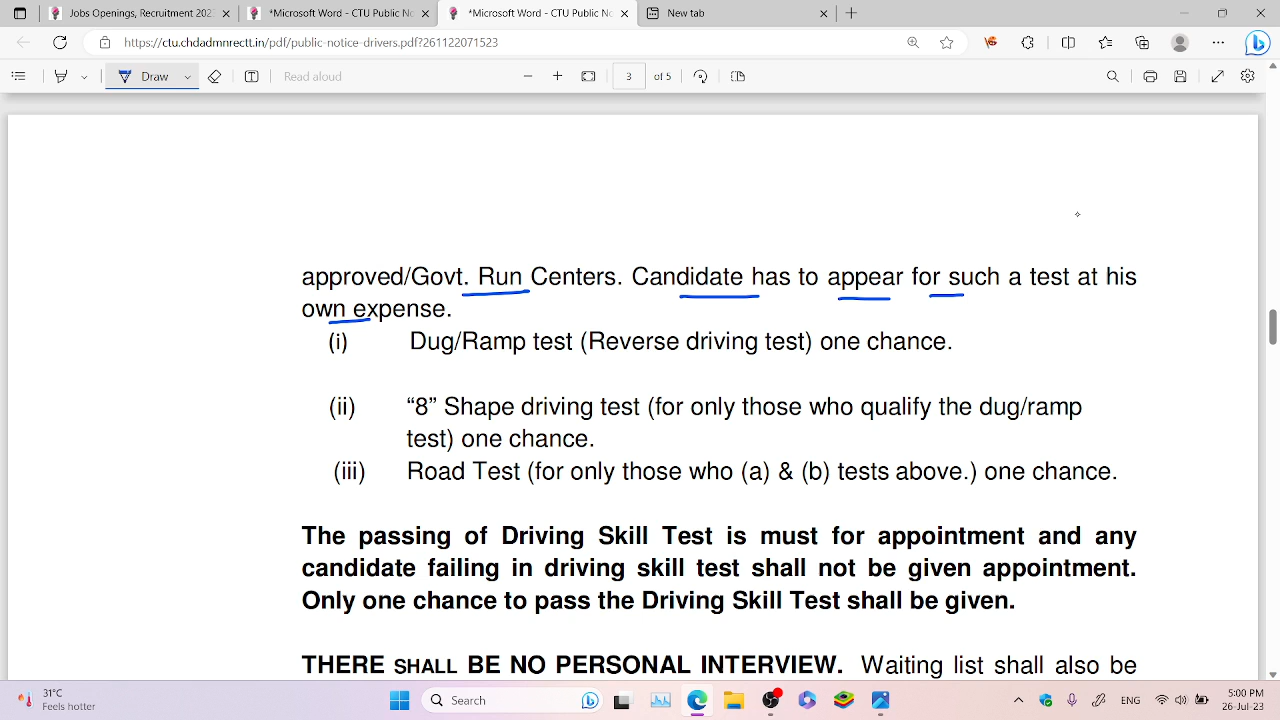 Jobs Openings, Recruitment 202
*Microsoft Word - CTU Public No
*Microsoft Word - CTU Public No
New tab
https://ctu.chdadmnrectt.in/pdf/public-notice-drivers.pdf?261122071523
Draw
Read aloud
3 of 5
approved/Govt. Run Centers. Candidate has to appear for such a test at his
own expense.
(i) Dug/Ramp test (Reverse driving test) one chance.
(ii) “8” Shape driving test (for only those who qualify the dug/ramp
test) one chance.
(iii) Road Test (for only those who (a) & (b) tests above.) one chance.
The passing of Driving Skill Test is must for appointment and any
candidate failing in driving skill test shall not be given appointment.
Only one chance to pass the Driving Skill Test shall be given.
THERE SHALL BE NO PERSONAL INTERVIEW. Waiting list shall also be
31°C
Feels hotter
Search
ENG
5:00 PM
26-Jul-23